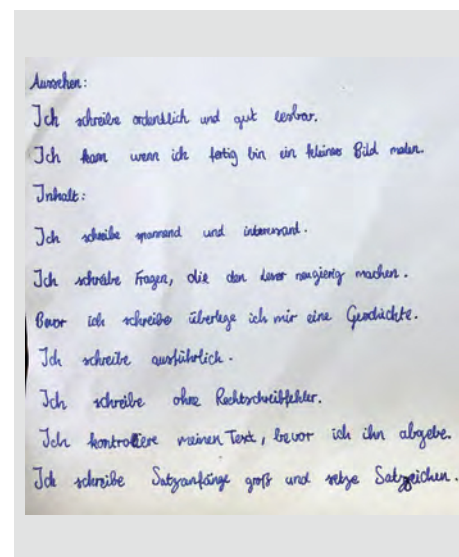 Aussehen:
Ich schreibe ordentlich und gut lesbar.
Ich kann wenn ich fertig bin ein kleines Bild malen.
Inhalt:
Ich schreibe spannend und interessand.
Ich schreibe Fragen, die den Leser neugierig machen.
Bevor ich schreibe überlege ich mir eine Geschichte.
Ich schreibe ausführlich.
Ich schreibe ohne Rechtschreibfehler.
Ich kontrolliere meinen Text, bevor ich ihn abgebe.
Ich schreibe Satzanfänge groß und setze Satzzeichen.